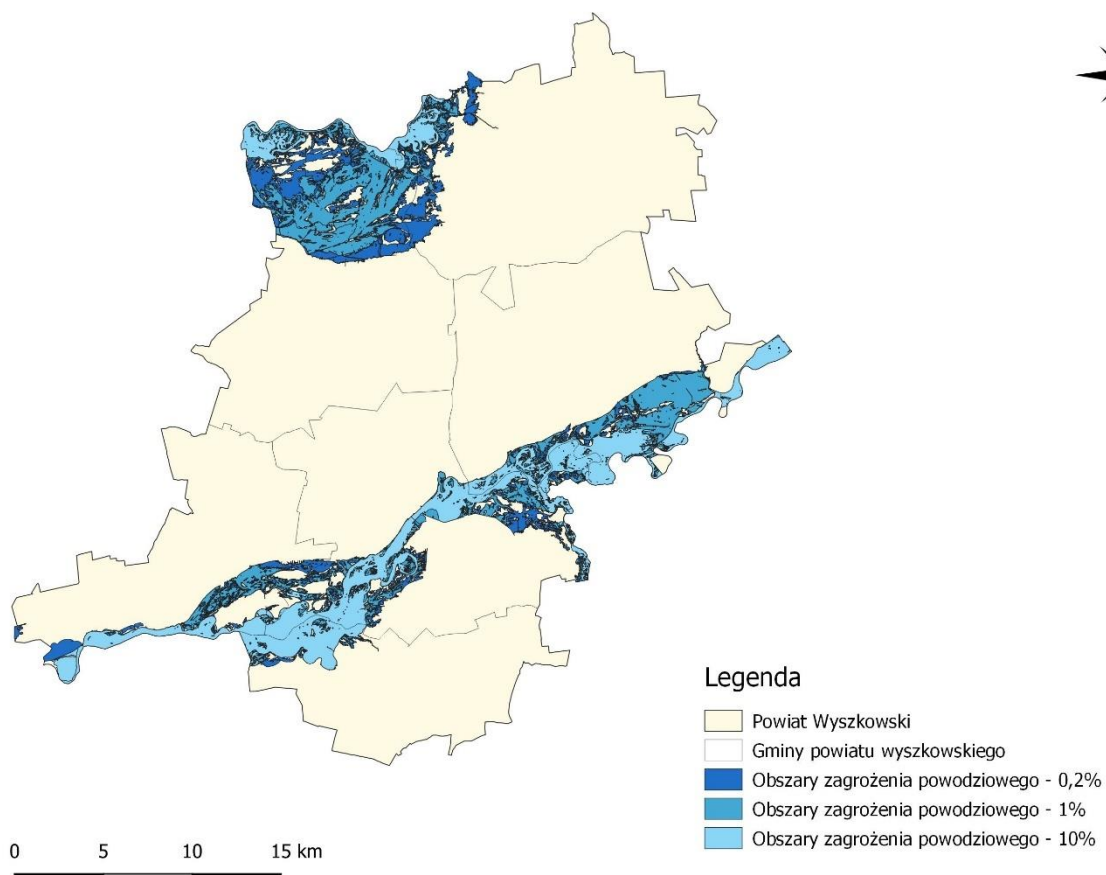 Legenda
Powiat Wyszkowski
Gminy powiatu wyszkowskiego
Obszary zagrożenia powodziowego - 0,2%
Obszary zagrożenia powodziowego - 1%
Obszary zagrożenia powodziowego - 10%
0 5 10 15 km